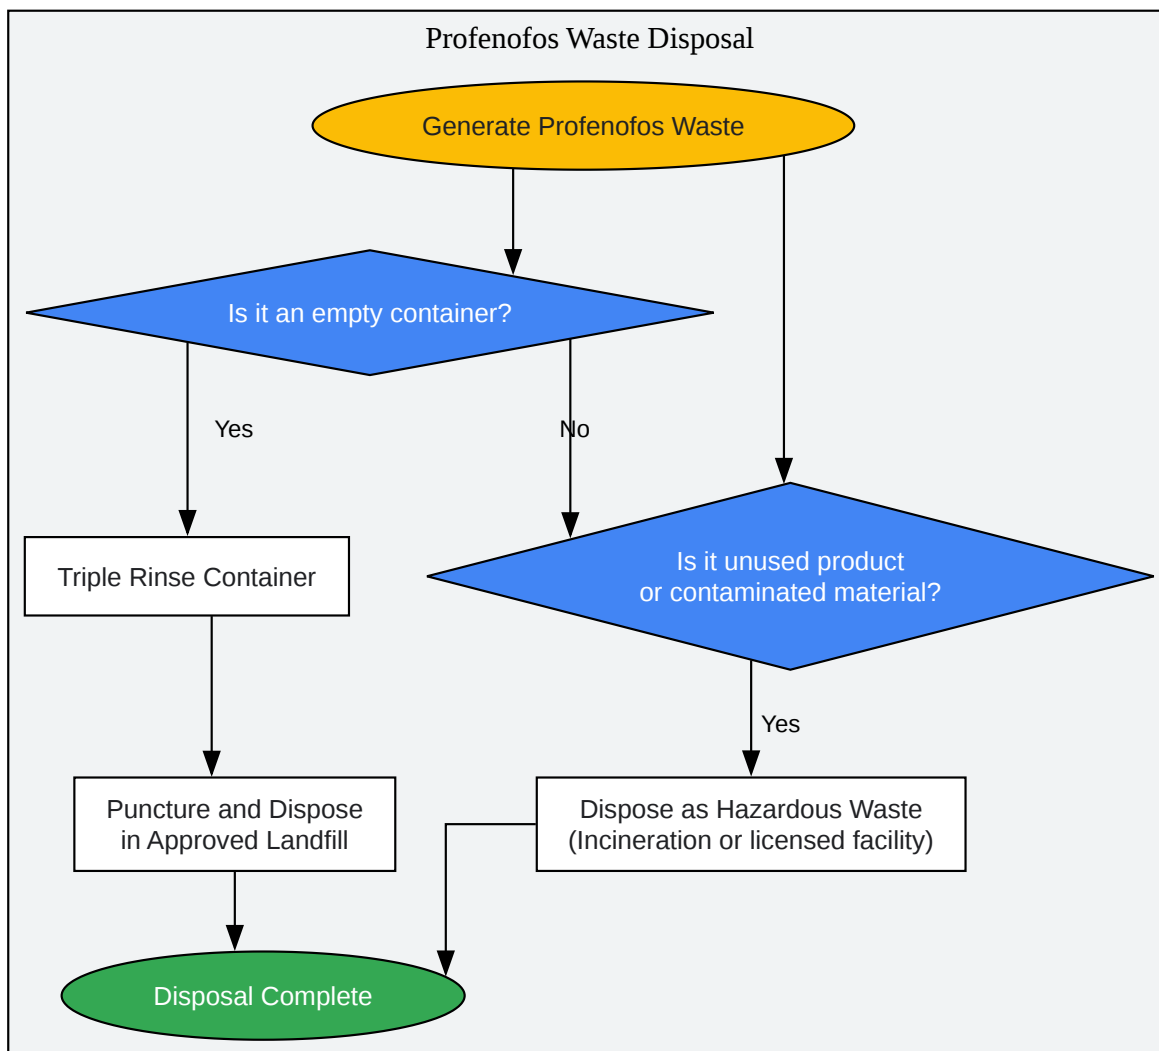 Profenofos Waste Disposal
Generate Profenofos Waste
Is it an empty container?
Yes
No
Is it unused product
or contaminated material?
Triple Rinse Container
Yes
Puncture and Dispose
in Approved Landfill
Dispose as Hazardous Waste
(Incineration or licensed facility)
Disposal Complete